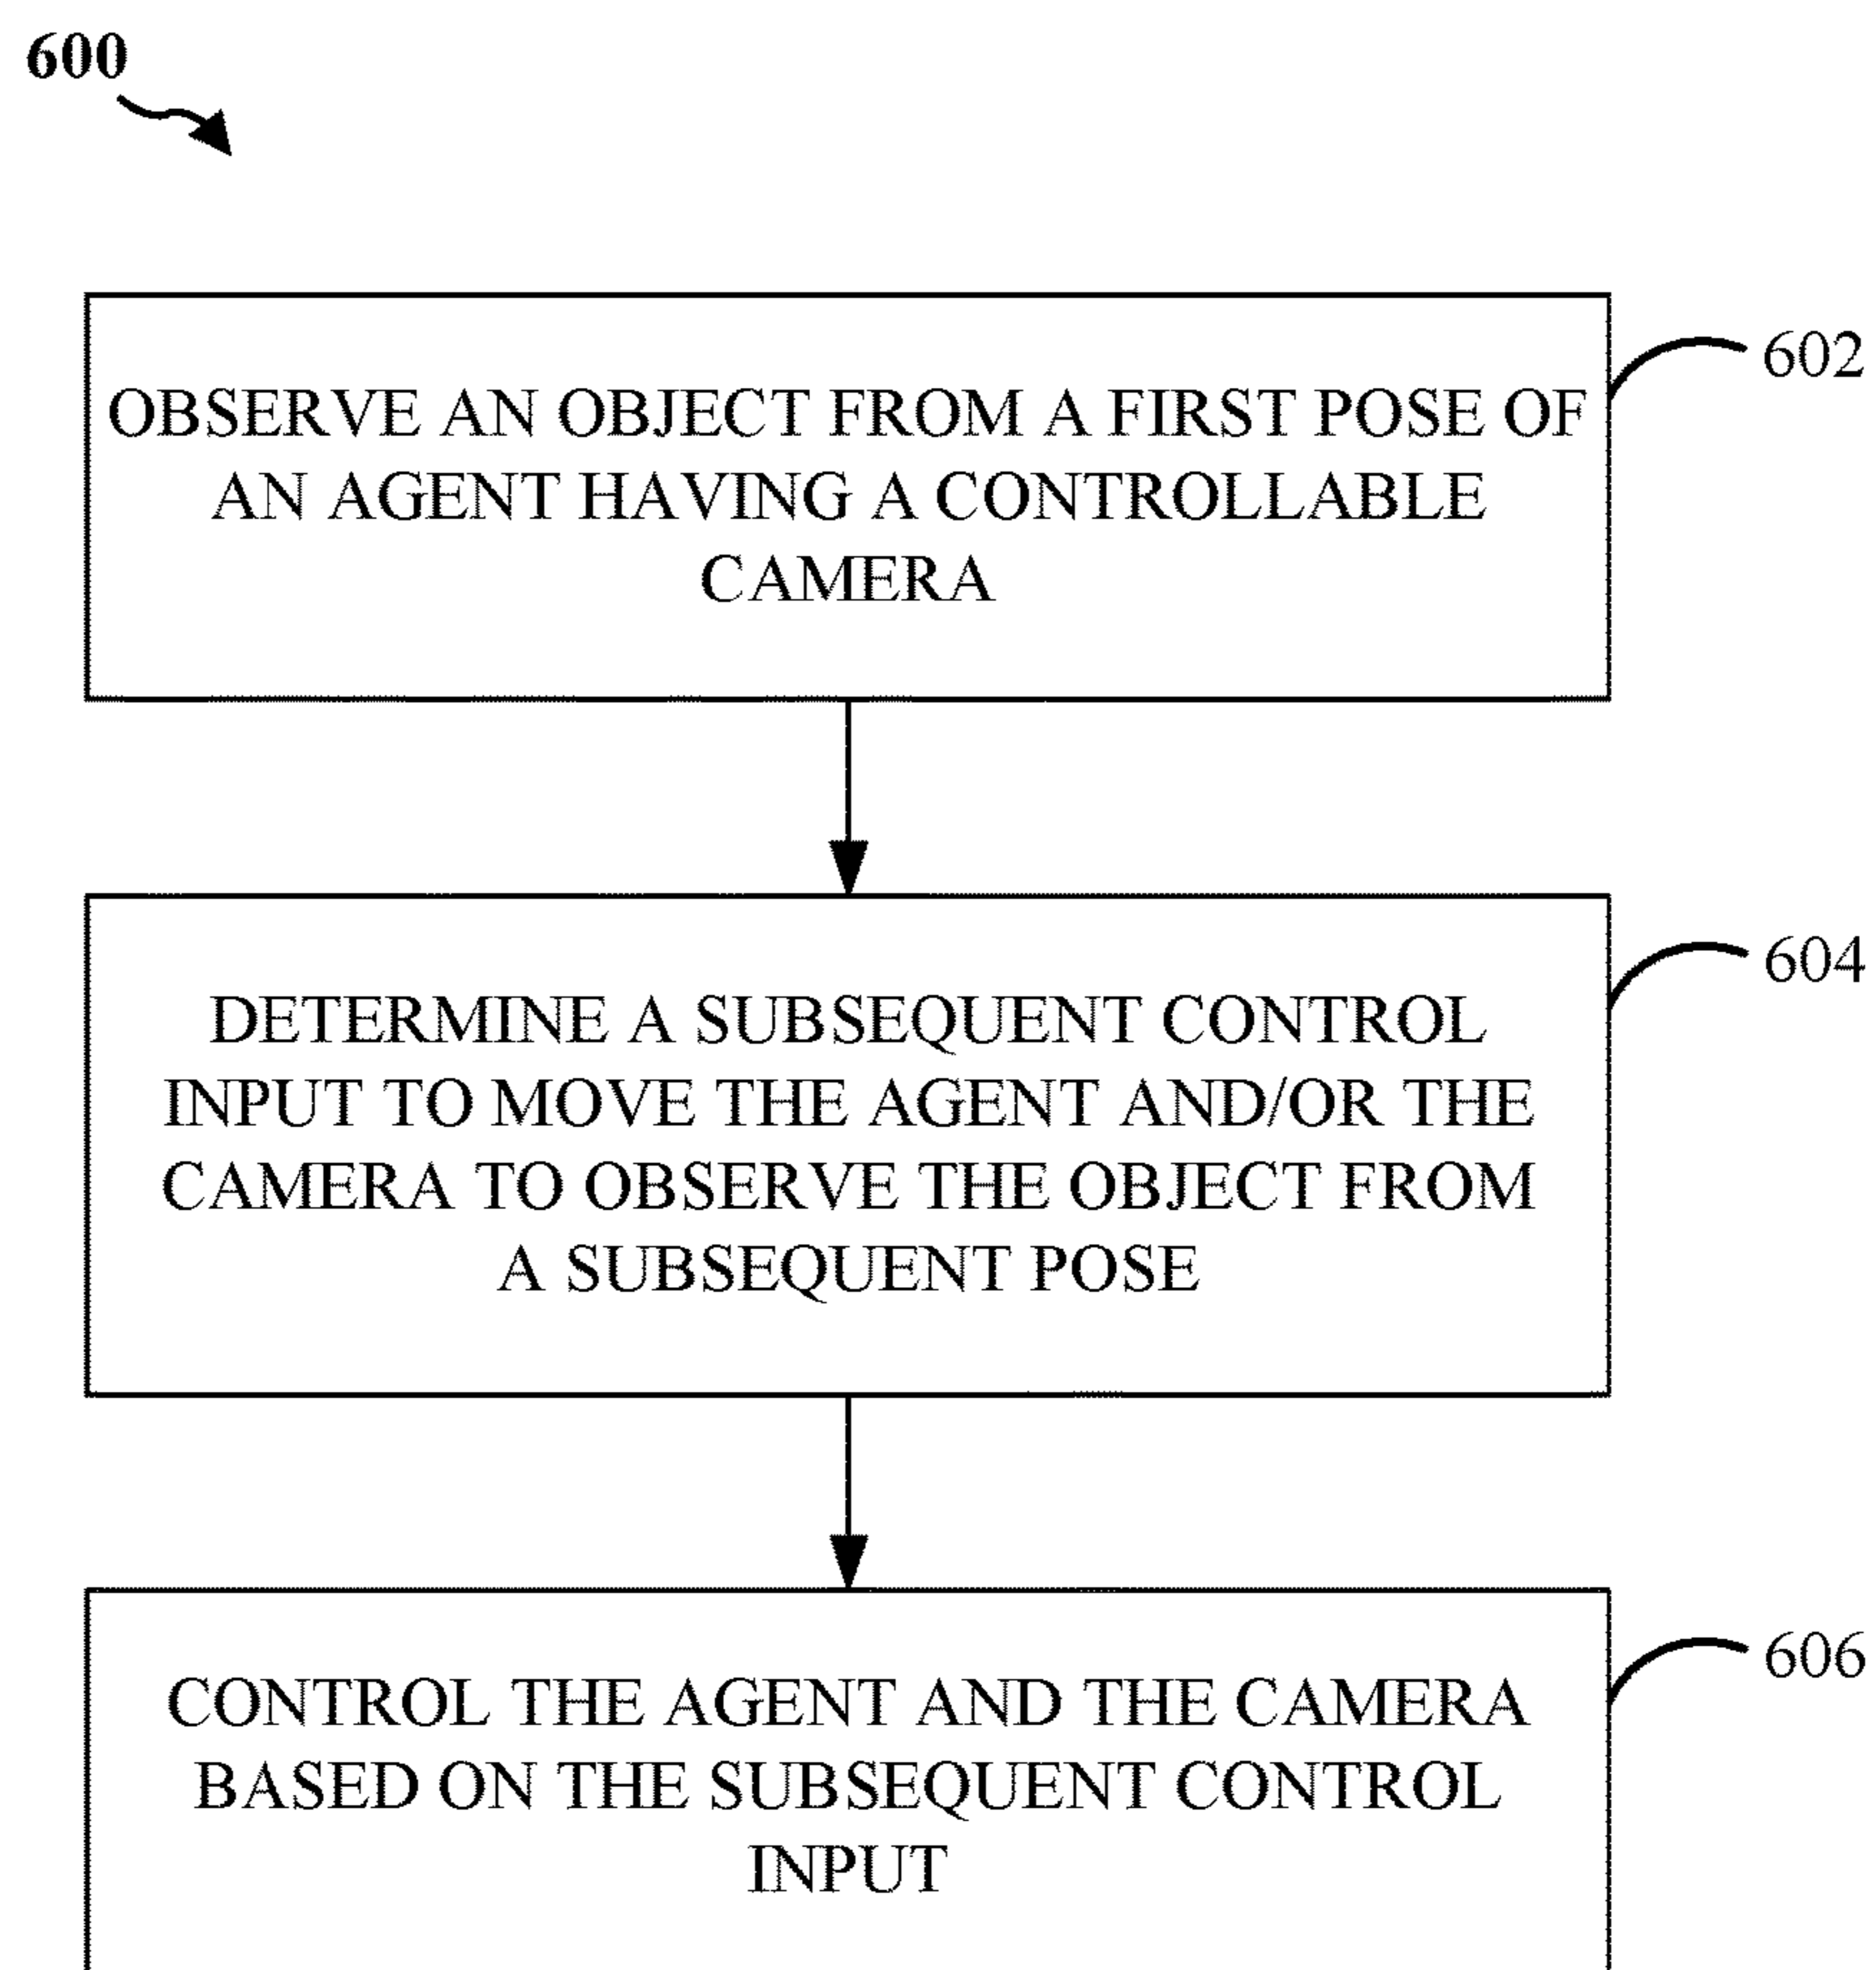 600
602
OBSERVE AN OBJECT FROM A FIRST POSE OF
AN AGENT HAVING A CONTROLLABLE
CAMERA
604
DETERMINE A SUBSEQUENT CONTROL
INPUT TO MOVE THE AGENT AND/OR THE
CAMERA TO OBSERVE THE OBJECT FROM
A SUBSEQUENT POSE
606
CONTROL THE AGENT AND THE CAMERA
BASED ON THE SUBSEQUENT CONTROL
INPUT